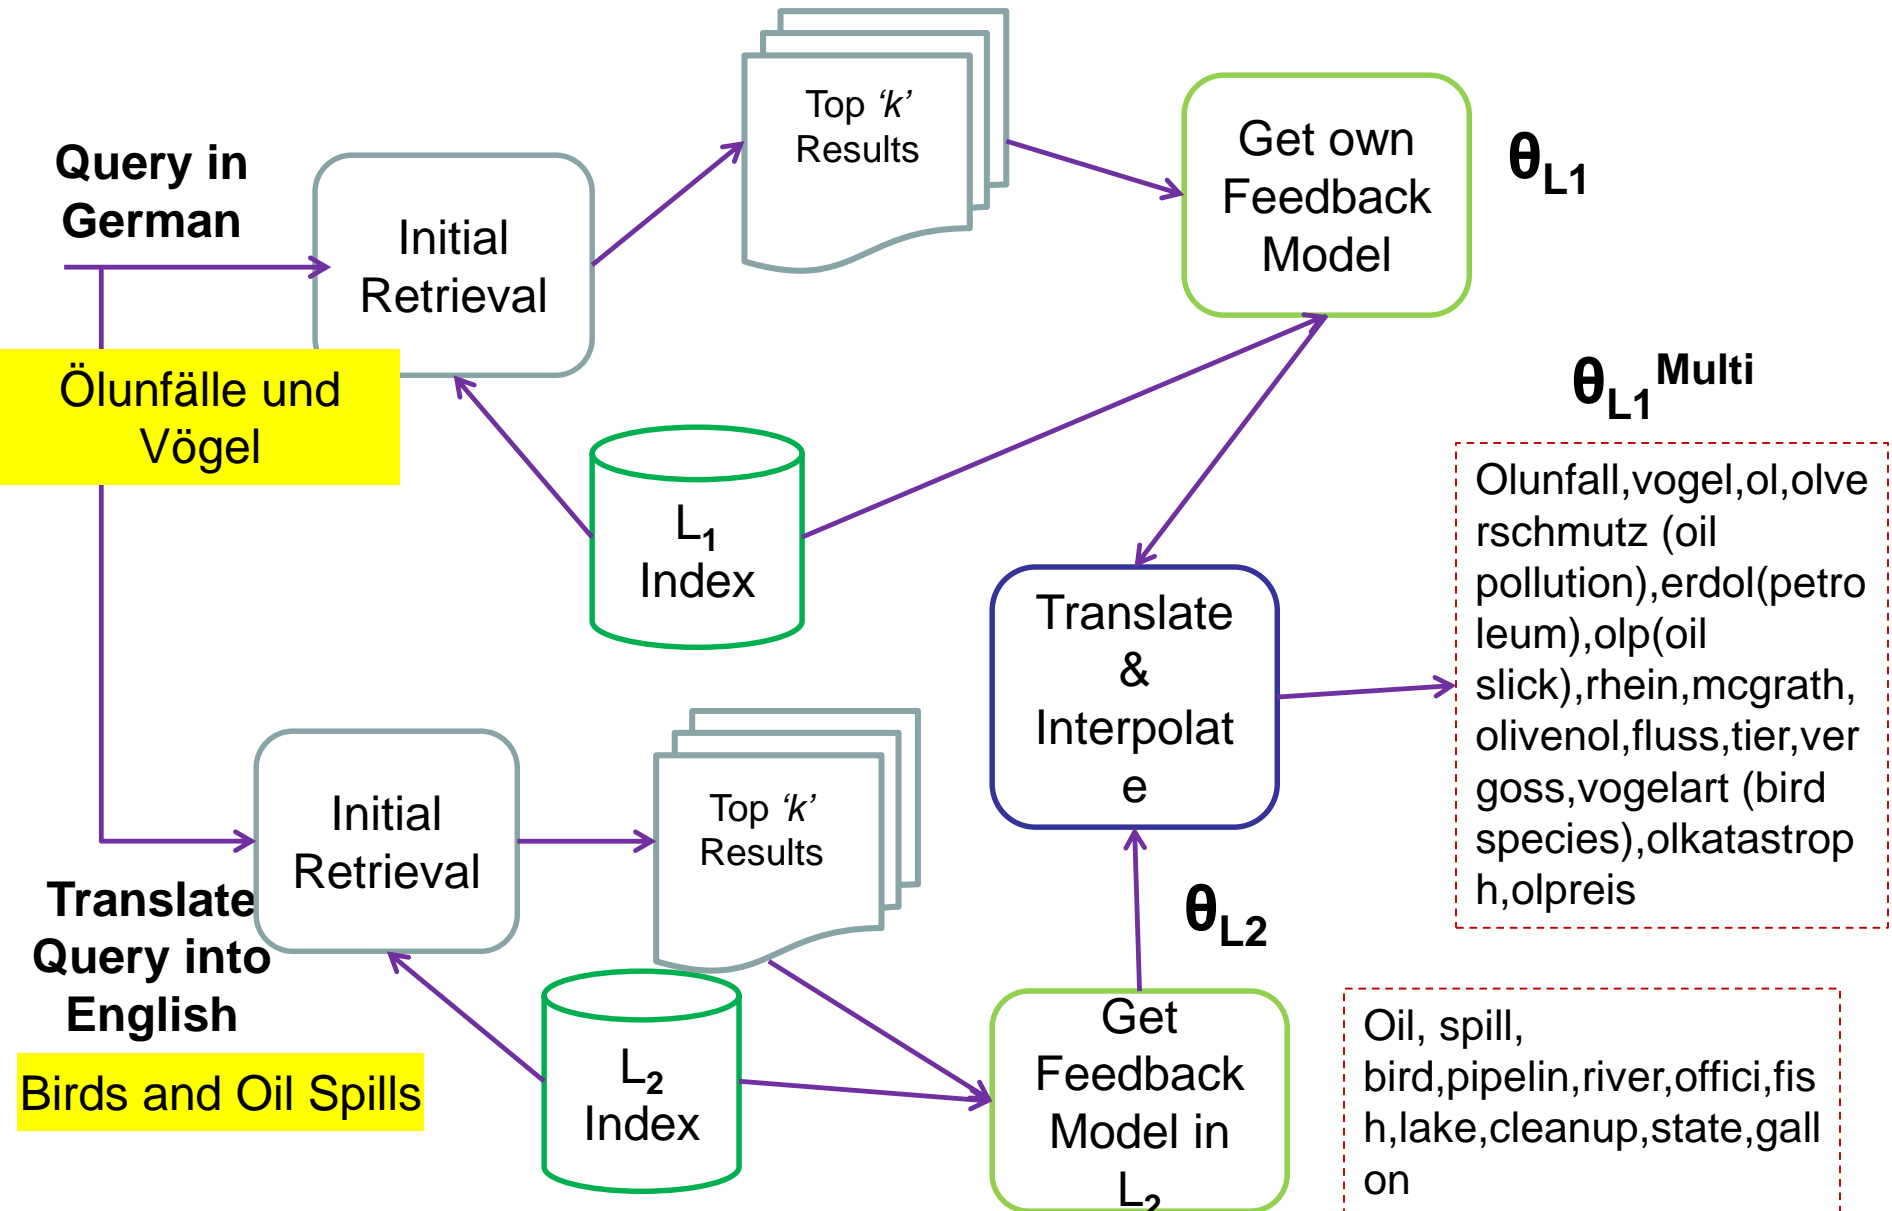 Query in
German
Initial
Retrieval
Top ‘k’
Results
Get own
Feedback
Model
θL1
Ölunfälle und
Vögel
L1
Index
θL1Multi
Olunfall,vogel,ol,olve
rschmutz (oil
pollution),erdol(petro
leum),olp(oil
slick),rhein,mcgrath,
olivenol,fluss,tier,ver
goss,vogelart (bird
species),olkatastrop
h,olpreis
Translate
&
Interpolat
e
Initial
Retrieval
Top ‘k’
Results
Translate
Query into
English
Birds and Oil Spills
L2
Index
θL2
Get
Feedback
Model in
L2
Oil, spill,
bird,pipelin,river,offici,fis
h,lake,cleanup,state,gall
on